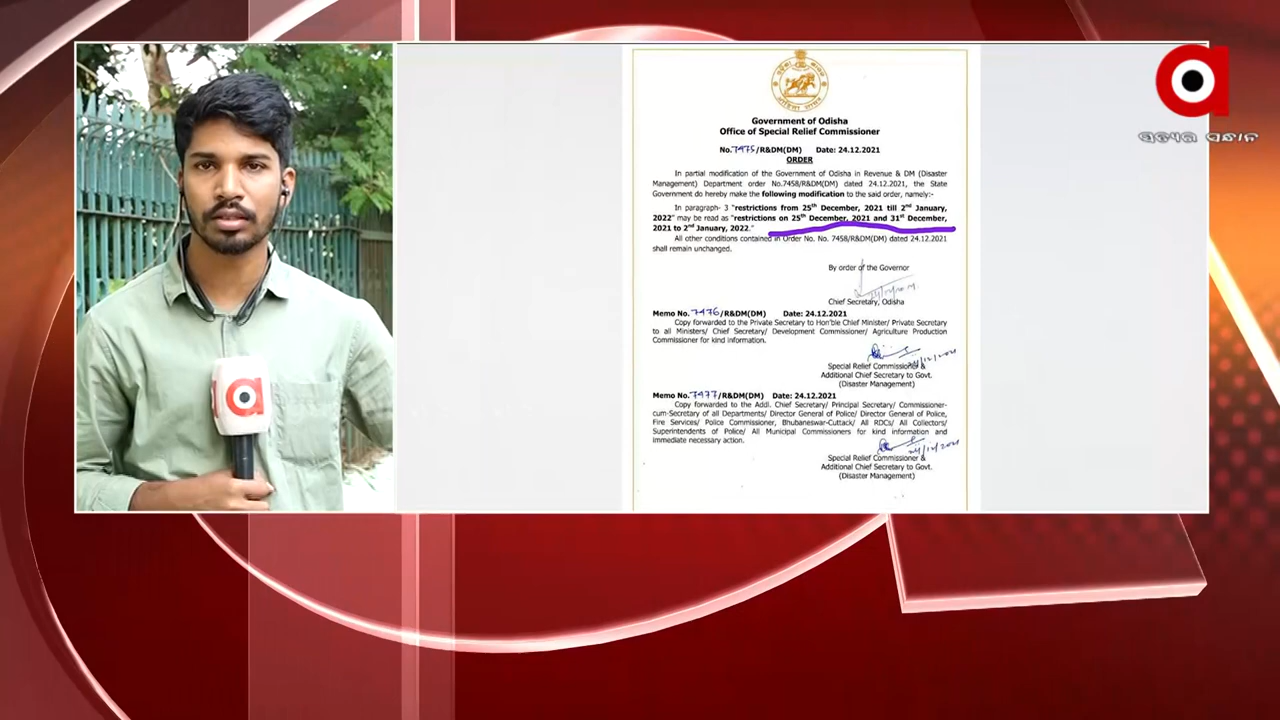 ସତ୍ୟର ସନ୍ଧାନ
Government of Odisha
Office of Special Relief Commissioner
No.7475/R&DM(DM) Date: 24.12.2021
ORDER
In partial modification of the Government of Odisha in Revenue & DM (Disaster
Management) Department order No.7458/R&DM(DM) dated 24.12.2021, the State
Government do hereby make the following modification to the said order, namely:-
In paragraph- 3 "restrictions from 25th December, 2021 till 2nd January,
2022" may be read as "restrictions on 25th December, 2021 and 31st December,
2021 to 2nd January, 2022."
All other conditions contained in Order No. No. 7458/R&DM(DM) dated 24.12.2021
shall remain unchanged.
By order of the Governor
Chief Secretary, Odisha
Memo No.7476/R&DM(DM) Date: 24.12.2021
Copy forwarded to the Private Secretary to Hon'ble Chief Minister/ Private Secretary
to all Ministers/ Chief Secretary/ Development Commissioner/ Agriculture Production
Commissioner for kind information.
24/12/2021
Special Relief Commissioner &
Additional Chief Secretary to Govt.
(Disaster Management)
Memo No.7477/R&DM(DM) Date: 24.12.2021
Copy forwarded to the Addl. Chief Secretary/ Principal Secretary/ Commissioner-
cum-Secretary of all Departments/ Director General of Police/ Director General of Police,
Fire Services/ Police Commissioner, Bhubaneswar-Cuttack/ All RDCs/ All Collectors/
Superintendents of Police/ All Municipal Commissioners for kind information and
immediate necessary action.
24/12/2021
Special Relief Commissioner &
Additional Chief Secretary to Govt.
(Disaster Management)